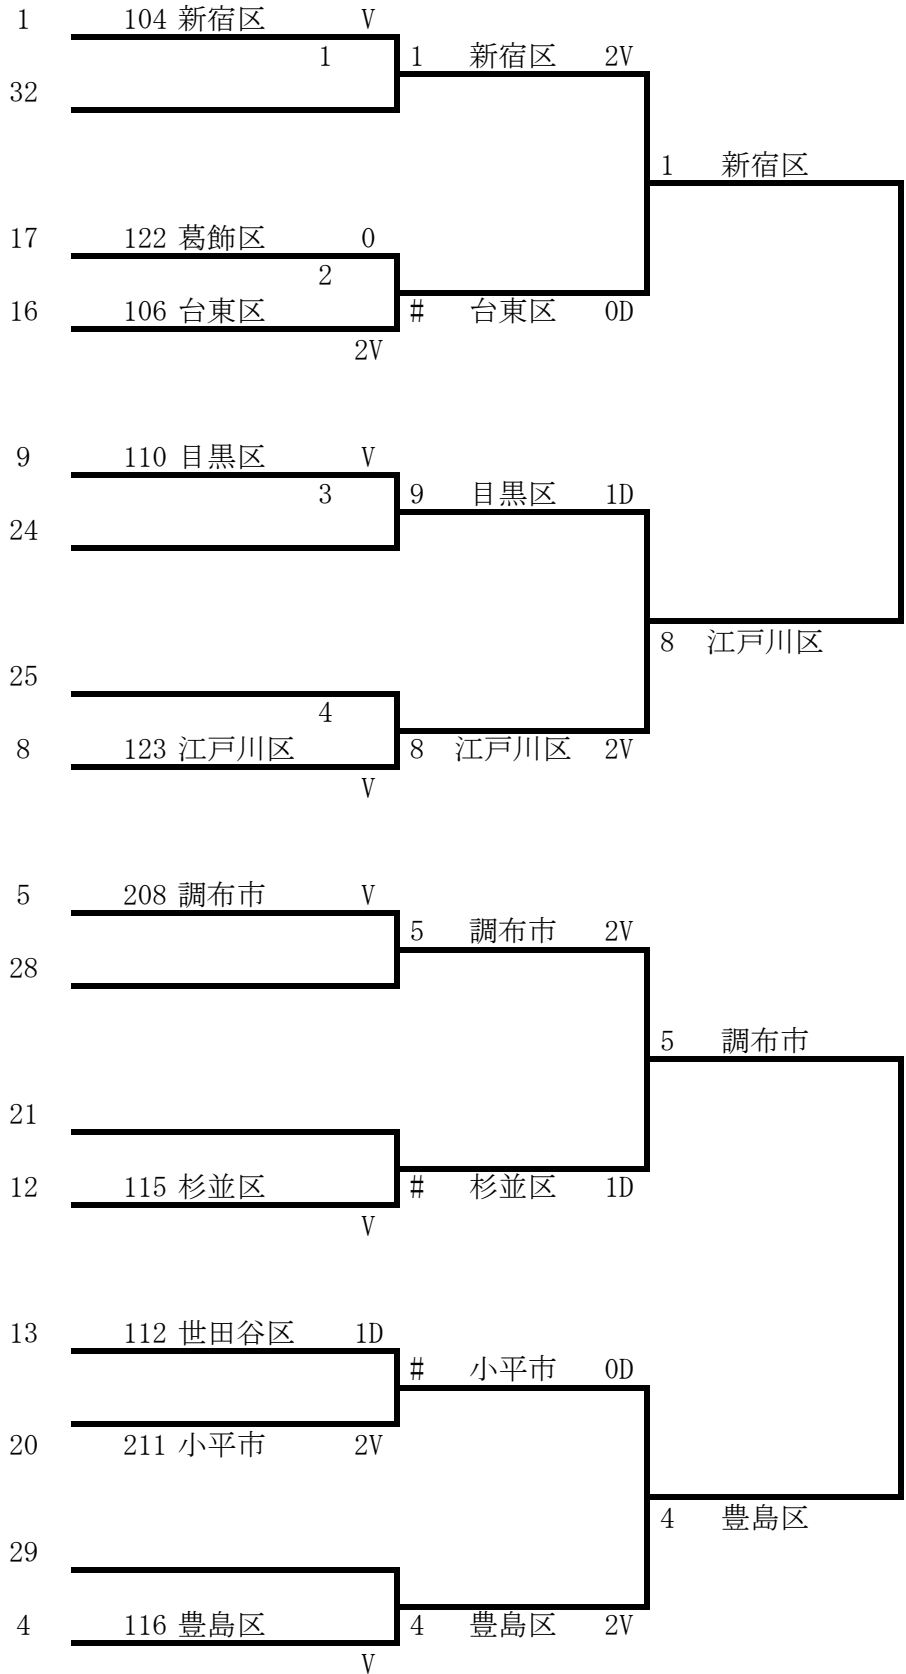 1 104 新宿区 V
1 1 新宿区 2V
32
1 新宿区
17 122 葛飾区 0
2
16 106 台東区 # 台東区 0D
2V
9 110 目黒区 V
3 9 目黒区 1D
24
8 江戸川区
25
4
8 123 江戸川区 8 江戸川区 2V
V
5 208 調布市 V
5 調布市 2V
28
5 調布市
21
12 115 杉並区 # 杉並区 1D
V
13 112 世田谷区 1D
# 小平市 0D
20 211 小平市 2V
4 豊島区
29
4 116 豊島区 4 豊島区 2V
V